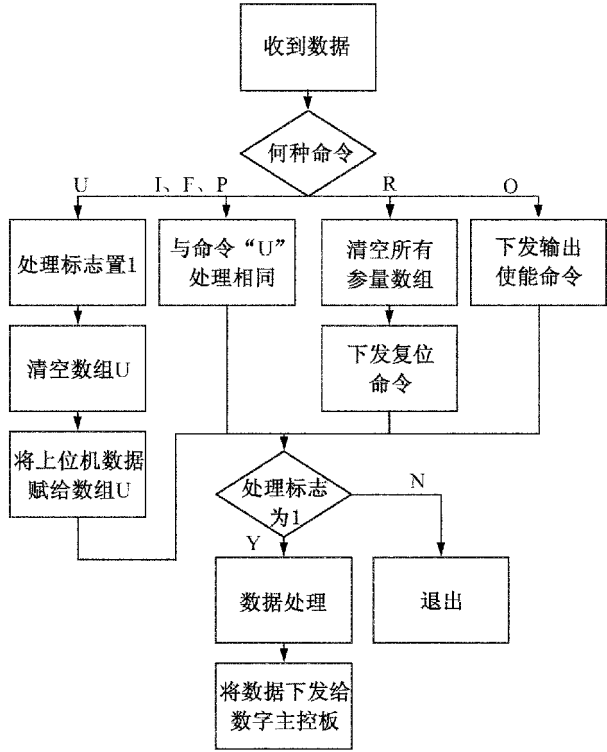 收到数据
何种命令
U
I、F、P
R
O
处理标志置1
与命令“U”
处理相同
清空所有
参量数组
下发输出
使能命令
清空数组U
下发复位
命令
将上位机数据
赋给数组U
处理标志
为1
N
Y
数据处理
退出
将数据下发给
数字主控板